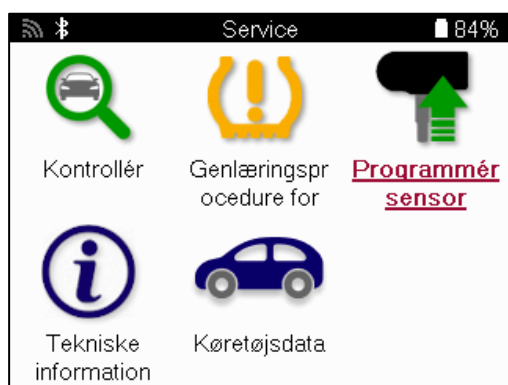 Service 84%
Kontrollér
Genlæringspr
ocedure for
Programmér
sensor
Tekniske
information
Køretøjsdata